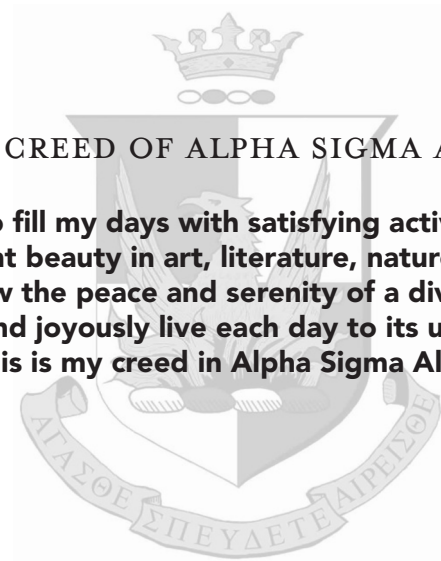 CREED OF ALPHA SIGMA A
fill my days with satisfying
beauty in art, literature, nature
the peace and serenity of a
joyously live each day to its
is my creed in Alpha Sigma
ΑΓΑΣΘΕ ΣΠΕΥΔΕΤΕ ΑΙΡΕΙΣΘΕ